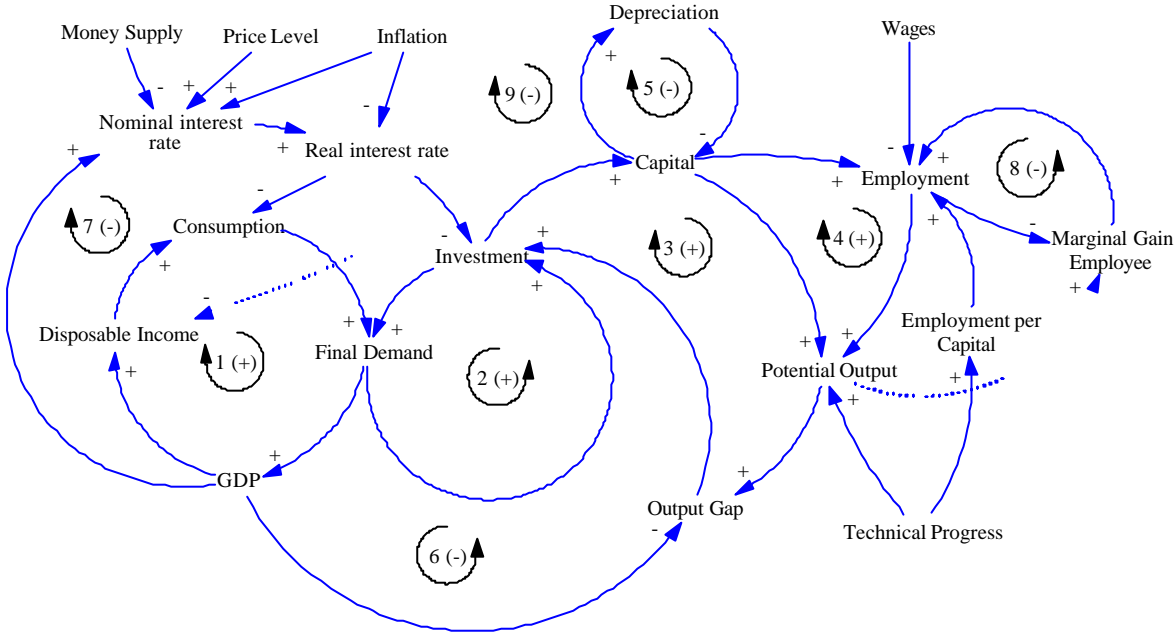 Depreciation
Money Supply
Price Level
Inflation
Wages
+
-
+
+
-
9 (-)
5 (-)
Nominal interest
rate
+
Real interest rate
-
Capital
+
-
+
8 (-)
+
Employment
+
-
-
7 (-)
Consumption
+
-
+
3 (+)
4 (+)
+
-
Marginal Gain
Employee
Investment
+
+
-
Disposable Income
+
+
Final Demand
+
+
Employment per
Capital
1 (+)
+
2 (+)
Potential Output
+
+
+
GDP
+
Output Gap
-
Technical Progress
6 (-)